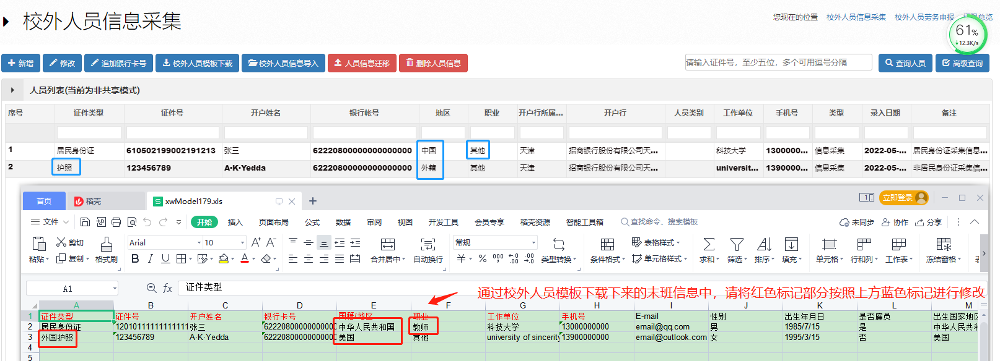 校外人员信息采集
您现在的位置 校外人员信息采集 校外人员劳务申报
61%
↓12.3K/s
新增 修改 追加银行卡号 校外人员模板下载 校外人员信息导入 人员信息迁移 删除人员信息 请输入证件号，至少五位，多个可用逗号分隔 查询人员 高级查询
人员列表(当前为非共享模式)
序号 证件类型 证件号 开户姓名 银行帐号 地区 职业 开户行所属... 开户行 人员类别 工作单位 手机号 类型 录入日期 备注
1 居民身份证 610502199002191213 张三 62220800000000000000 中国 其他 天津 招商银行股份有限公司天... 科技大学 1300000... 信息采集 2022-05-... 居民身份证采集信息...
2 护照 123456789 A·K·Yedda 62220800000000000000 外籍 其他 天津 招商银行股份有限公司天... universit... 1390000... 信息采集 2022-05-... 非居民身份证采集信...
首页 稻壳 xwModel179.xls + 立即登录
文件 开始 插入 页面布局 公式 数据 审阅 视图 开发工具 会员专享 稻壳资源 智能工具箱 查找命令、搜索模板 未同步 协作 分享
剪切 Arial 10 A+ A- 常规 表格样式
粘贴 复制 格式刷 B I U A 合并居中 自动换行 ¥ % 类型转换 条件格式 单元格样式 求和 筛选 排序 填充 单元格 行和列 工作表 冻结窗格
A1 fx 证件类型
通过校外人员模板下载下来的末班信息中，请将红色标记部分按照上方蓝色标记进行修改
A B C D E F G H I J K L M
1 证件类型 证件号 开户姓名 银行卡号 国籍/地区 职业 工作单位 手机号 E-mail 性别 出生年月日 是否雇员 出生国家地区
2 居民身份证 张三 中华人民共和国 教师 科技大学 13000000000 email@qq.com 男 1985/7/15 是 中华人民共和
3 外国护照 123456789 A·K·Yedda 美国 其他 university of sincerity 13900000000 email@outlook.com 女 1995/3/15 否 美国
4
5